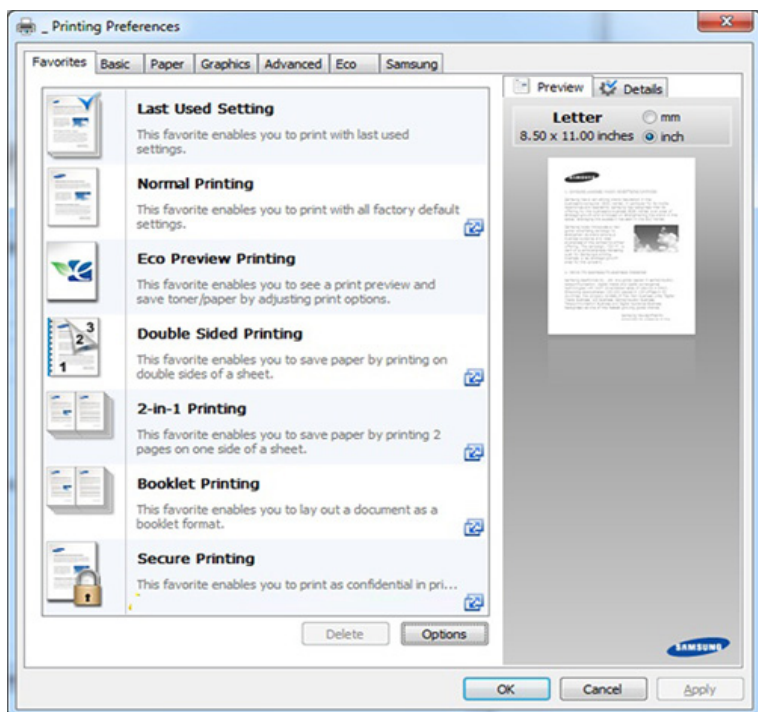 _ Printing Preferences
Favorites Basic Paper Graphics Advanced Eco Samsung
Last Used Setting
This favorite enables you to print with last used
settings.
Normal Printing
This favorite enables you to print with all factory default
settings.
Eco Preview Printing
This favorite enables you to see a print preview and
save toner/paper by adjusting print options.
3
2
1
Double Sided Printing
This favorite enables you to save paper by printing on
double sides of a sheet.
2-in-1 Printing
This favorite enables you to save paper by printing 2
pages on one side of a sheet.
Booklet Printing
This favorite enables you to lay out a document as a
booklet format.
Secure Printing
This favorite enables you to print as confidential in pri...
Delete Options
Preview Details
Letter mm
8.50 x 11.00 inches inch
SAMSUNG
SAMSUNG
OK Cancel Apply